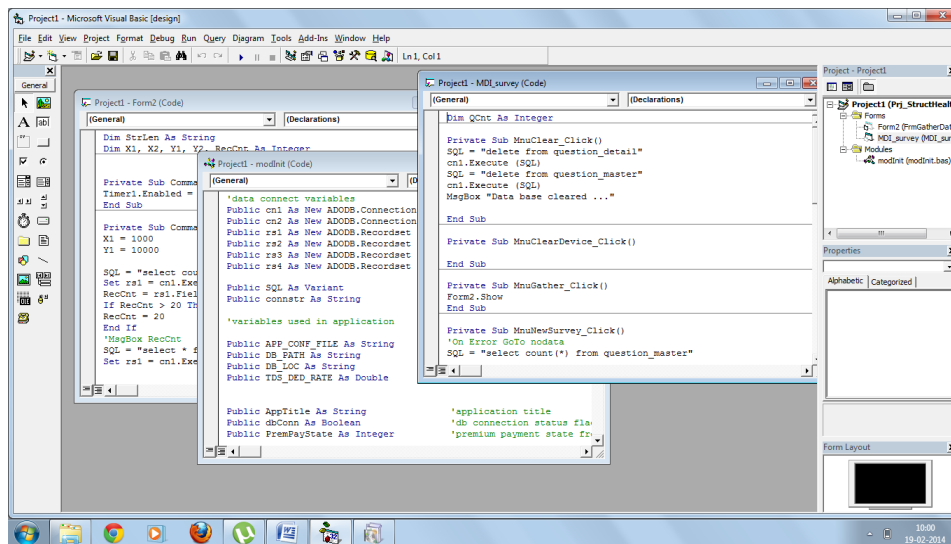 Project1 - Microsoft Visual Basic [design]
File Edit View Project Format Debug Run Query Diagram Tools Add-Ins Window Help
Ln 1, Col 1
General
Project1 - Form2 (Code)
(General) (Declarations)
Dim StrLen As String
Dim X1, X2, Y1, Y2, RecCnt As Integer
Private Sub Comma
Timer1.Enabled =
End Sub
Private Sub Comma
X1 = 1000
Y1 = 10000
SQL = "select cou
Set rs1 = cn1.Exe
RecCnt = rs1.Fiel
If RecCnt > 20 Th
RecCnt = 20
End If
'MsgBox RecCnt
SQL = "select * f
Set rs1 = cn1.Exe
Project1 - modInit (Code)
(General) (D
'data connect variables
Public cn1 As New ADODB.Connection
Public cn2 As New ADODB.Connection
Public rs1 As New ADODB.Recordset
Public rs2 As New ADODB.Recordset
Public rs3 As New ADODB.Recordset
Public rs4 As New ADODB.Recordset
Public SQL As Variant
Public connstr As String
'variables used in application
Public APP_CONF_FILE As String
Public DB_PATH As String
Public DB_LOC As String
Public TDS_DED_RATE As Double
Public AppTitle As String 'application title
Public dbConn As Boolean 'db connection status fla
Public PremPayState As Integer 'premium payment state fr
Project1 - MDI_survey (Code)
(General) (Declarations)
Dim QCnt As Integer
Private Sub MnuClear_Click()
SQL = "delete from question_detail"
cn1.Execute (SQL)
SQL = "delete from question_master"
cn1.Execute (SQL)
MsgBox "Data base cleared ..."
End Sub
Private Sub MnuClearDevice_Click()
End Sub
Private Sub MnuGather_Click()
Form2.Show
End Sub
Private Sub MnuNewSurvey_Click()
'On Error GoTo nodata
SQL = "select count(*) from question_master"
Project - Project1
Project1 (Prj_StructHealt
Forms
Form2 (FrmGatherDat
MDI_survey (MDI_sur
Modules
modInit (modInit.bas)
Properties
Alphabetic Categorized
Form Layout
10:00
19-02-2014